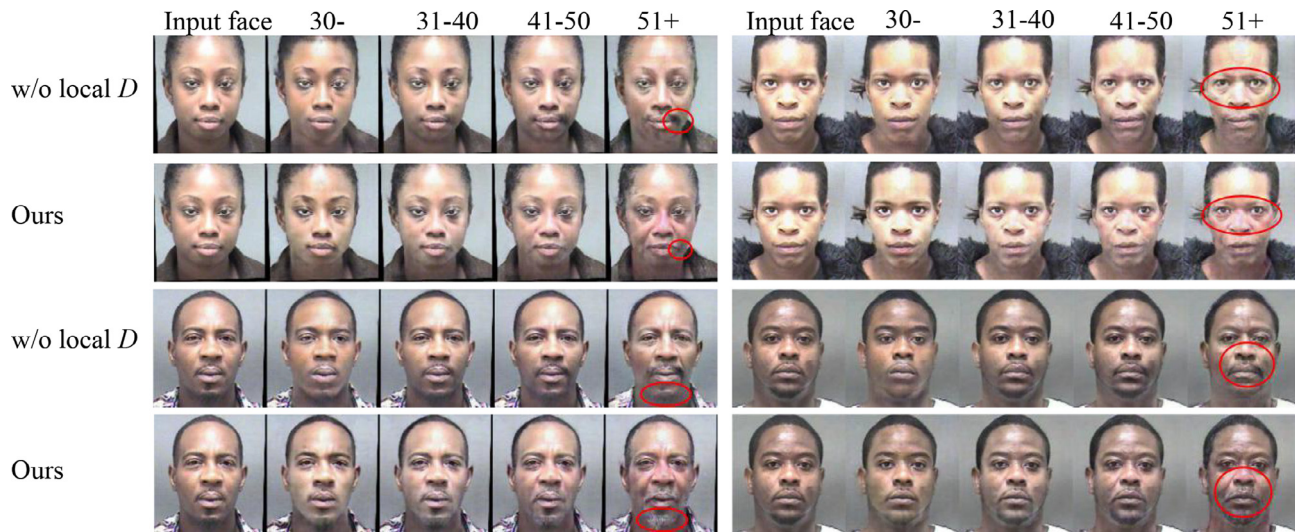 Input face 30- 31-40 41-50 51+ Input face 30- 31-40 41-50 51+
w/o local D
Ours
w/o local D
Ours